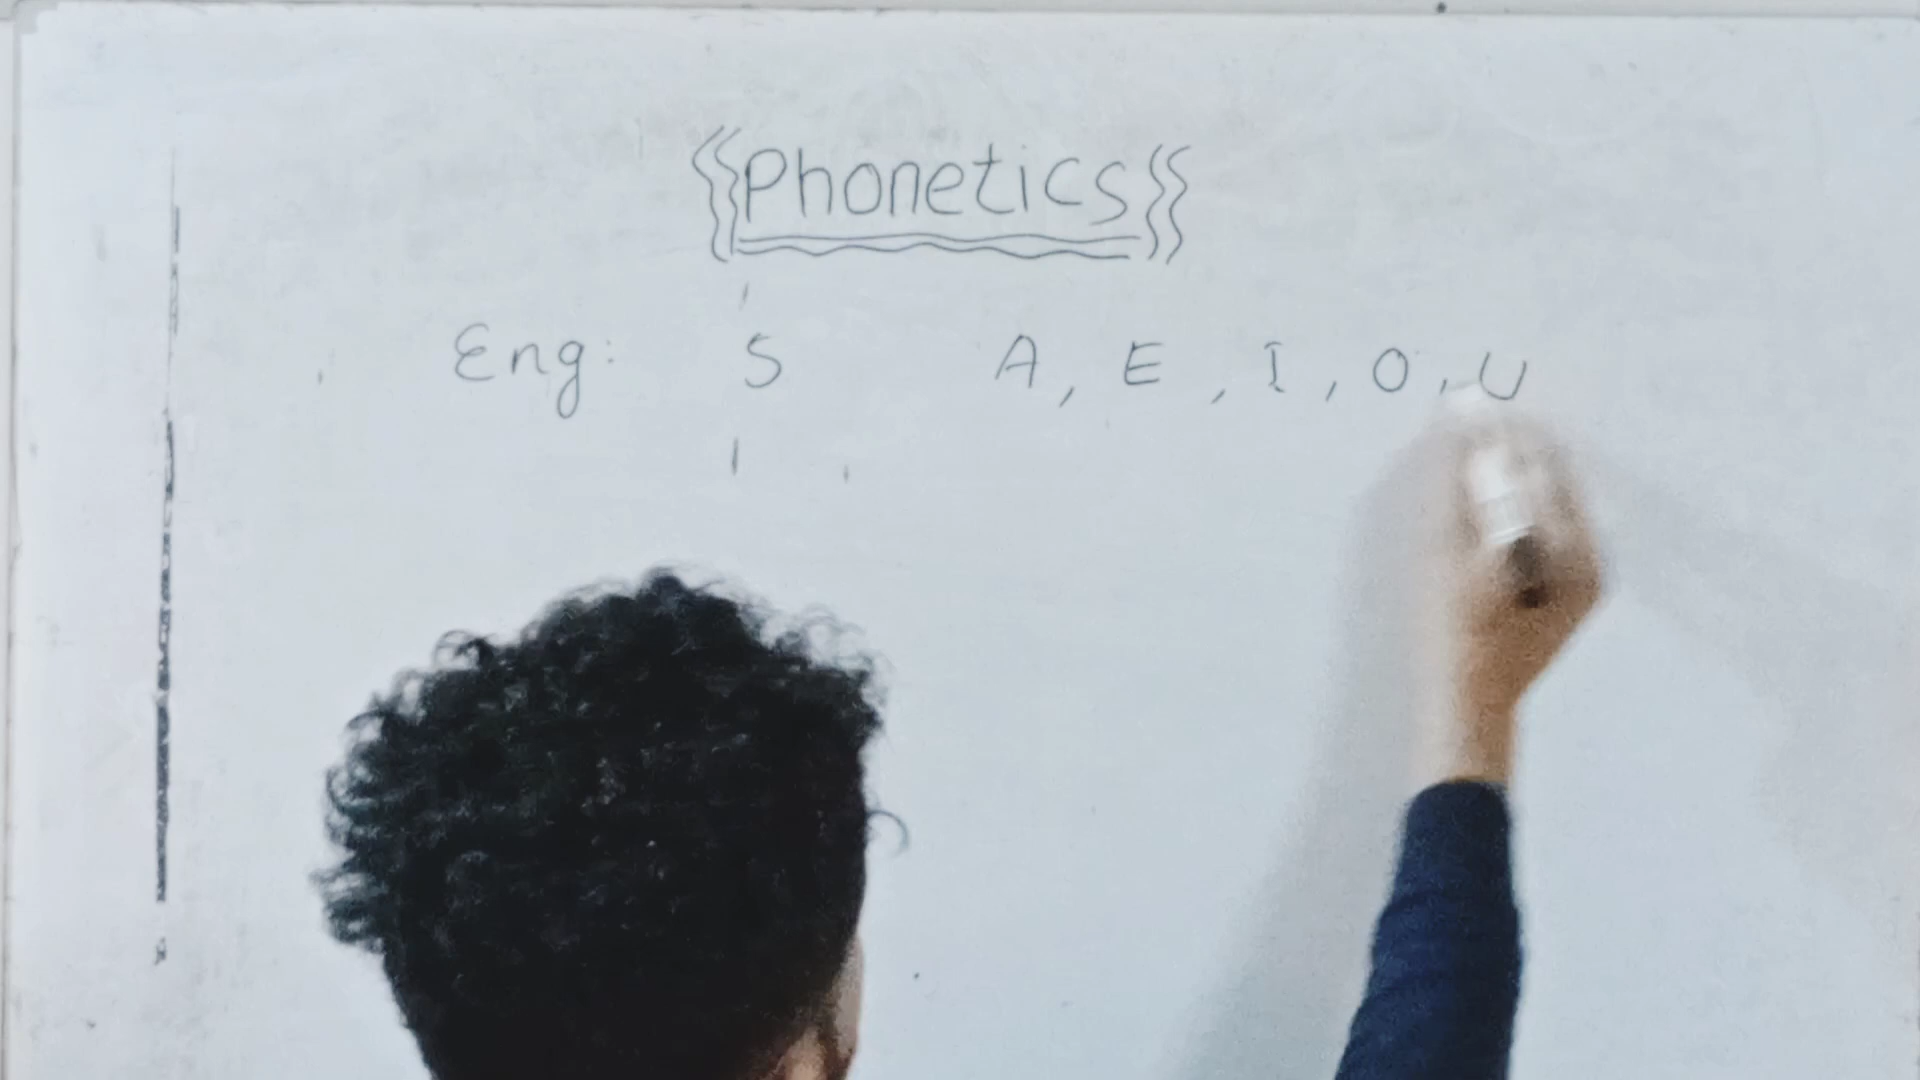 Phonetics
Eng: 5 A, E, I, O, U